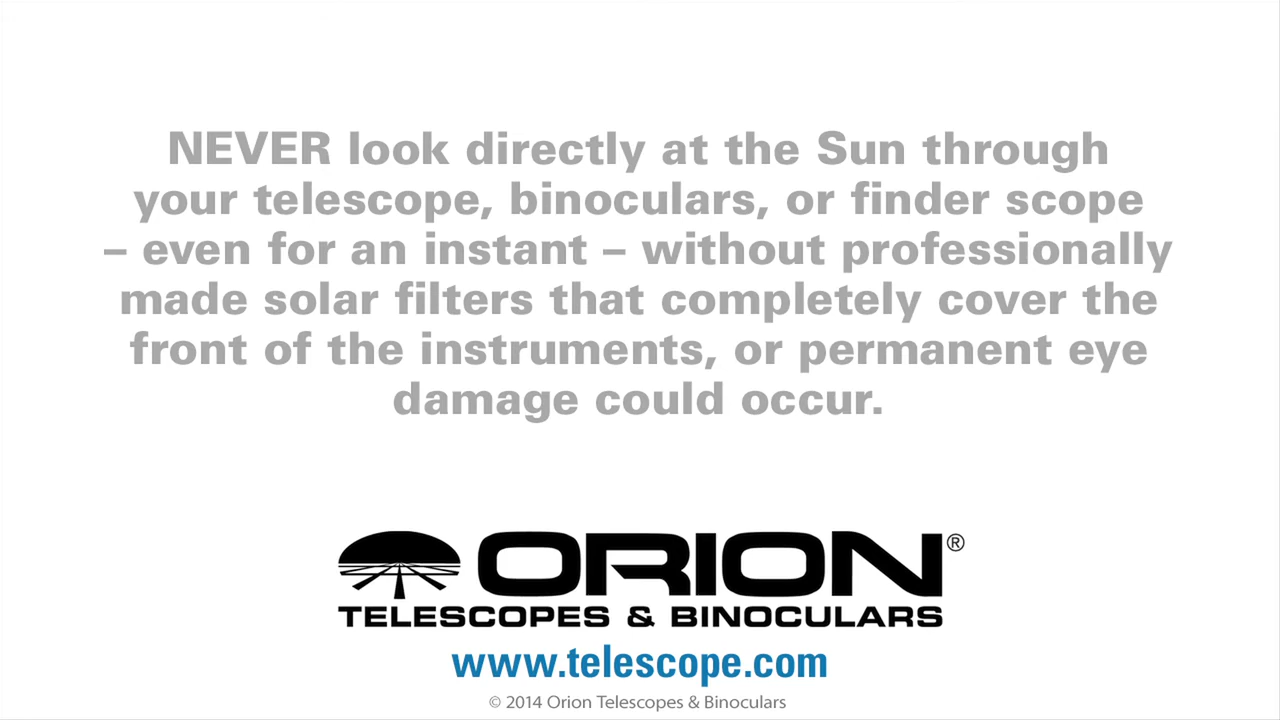 NEVER look directly at the Sun through
your telescope, binoculars, or finder scope
– even for an instant – without professionally
made solar filters that completely cover the
front of the instruments, or permanent eye
damage could occur.
ORION®
TELESCOPES & BINOCULARS
www.telescope.com
© 2014 Orion Telescopes & Binoculars